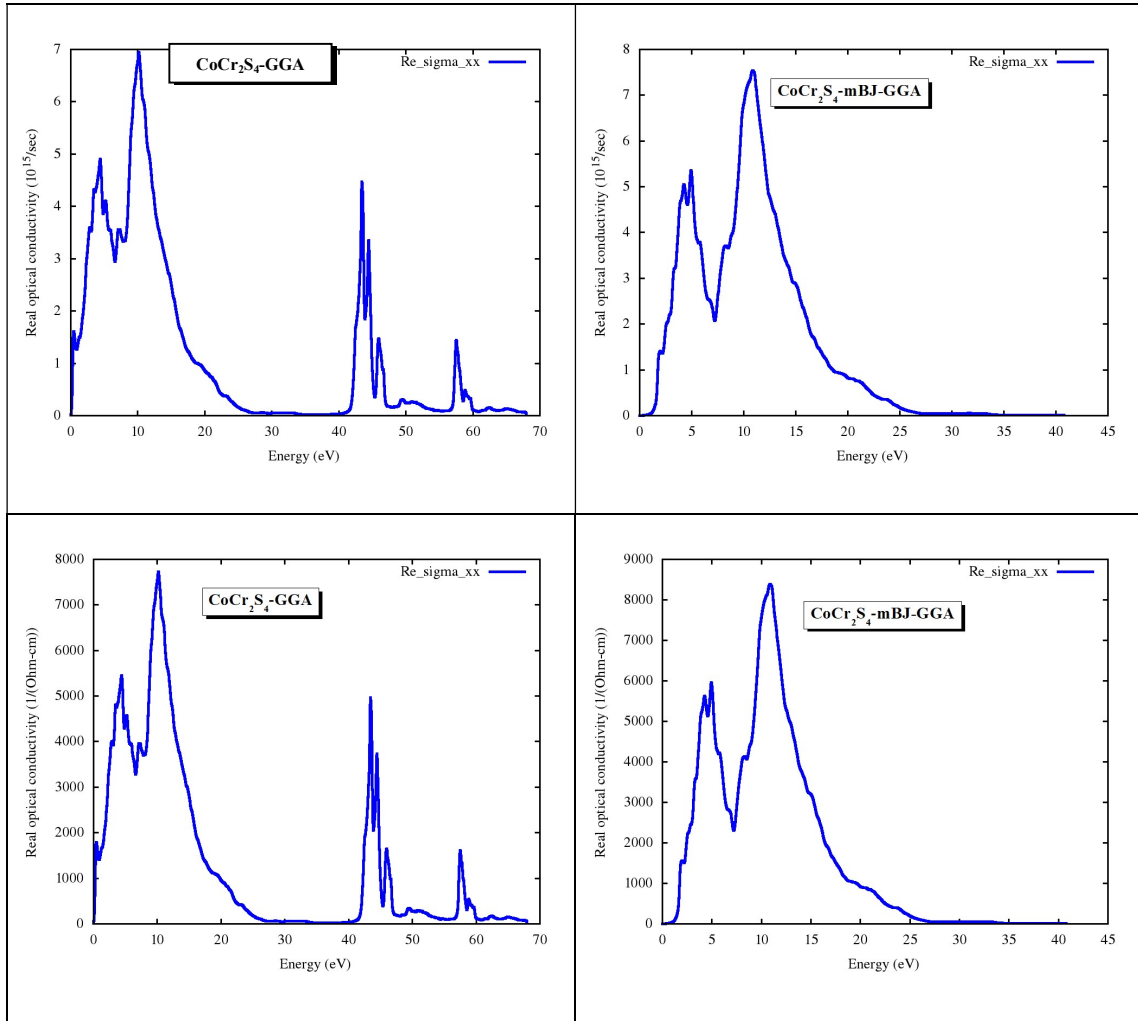 CoCr₂S₄-GGA
Re_sigma_xx
7
6
5
4
3
2
1
0
Real optical conductivity (10¹⁵/sec)
0 10 20 30 40 50 60 70
Energy (eV)
CoCr₂S₄-mBJ-GGA
Re_sigma_xx
8
7
6
5
4
3
2
1
0
Real optical conductivity (10¹⁵/sec)
0 5 10 15 20 25 30 35 40 45
Energy (eV)
CoCr₂S₄-GGA
Re_sigma_xx
8000
7000
6000
5000
4000
3000
2000
1000
0
Real optical conductivity (1/(Ohm-cm))
0 10 20 30 40 50 60 70
Energy (eV)
CoCr₂S₄-mBJ-GGA
Re_sigma_xx
9000
8000
7000
6000
5000
4000
3000
2000
1000
0
Real optical conductivity (1/(Ohm-cm))
0 5 10 15 20 25 30 35 40 45
Energy (eV)